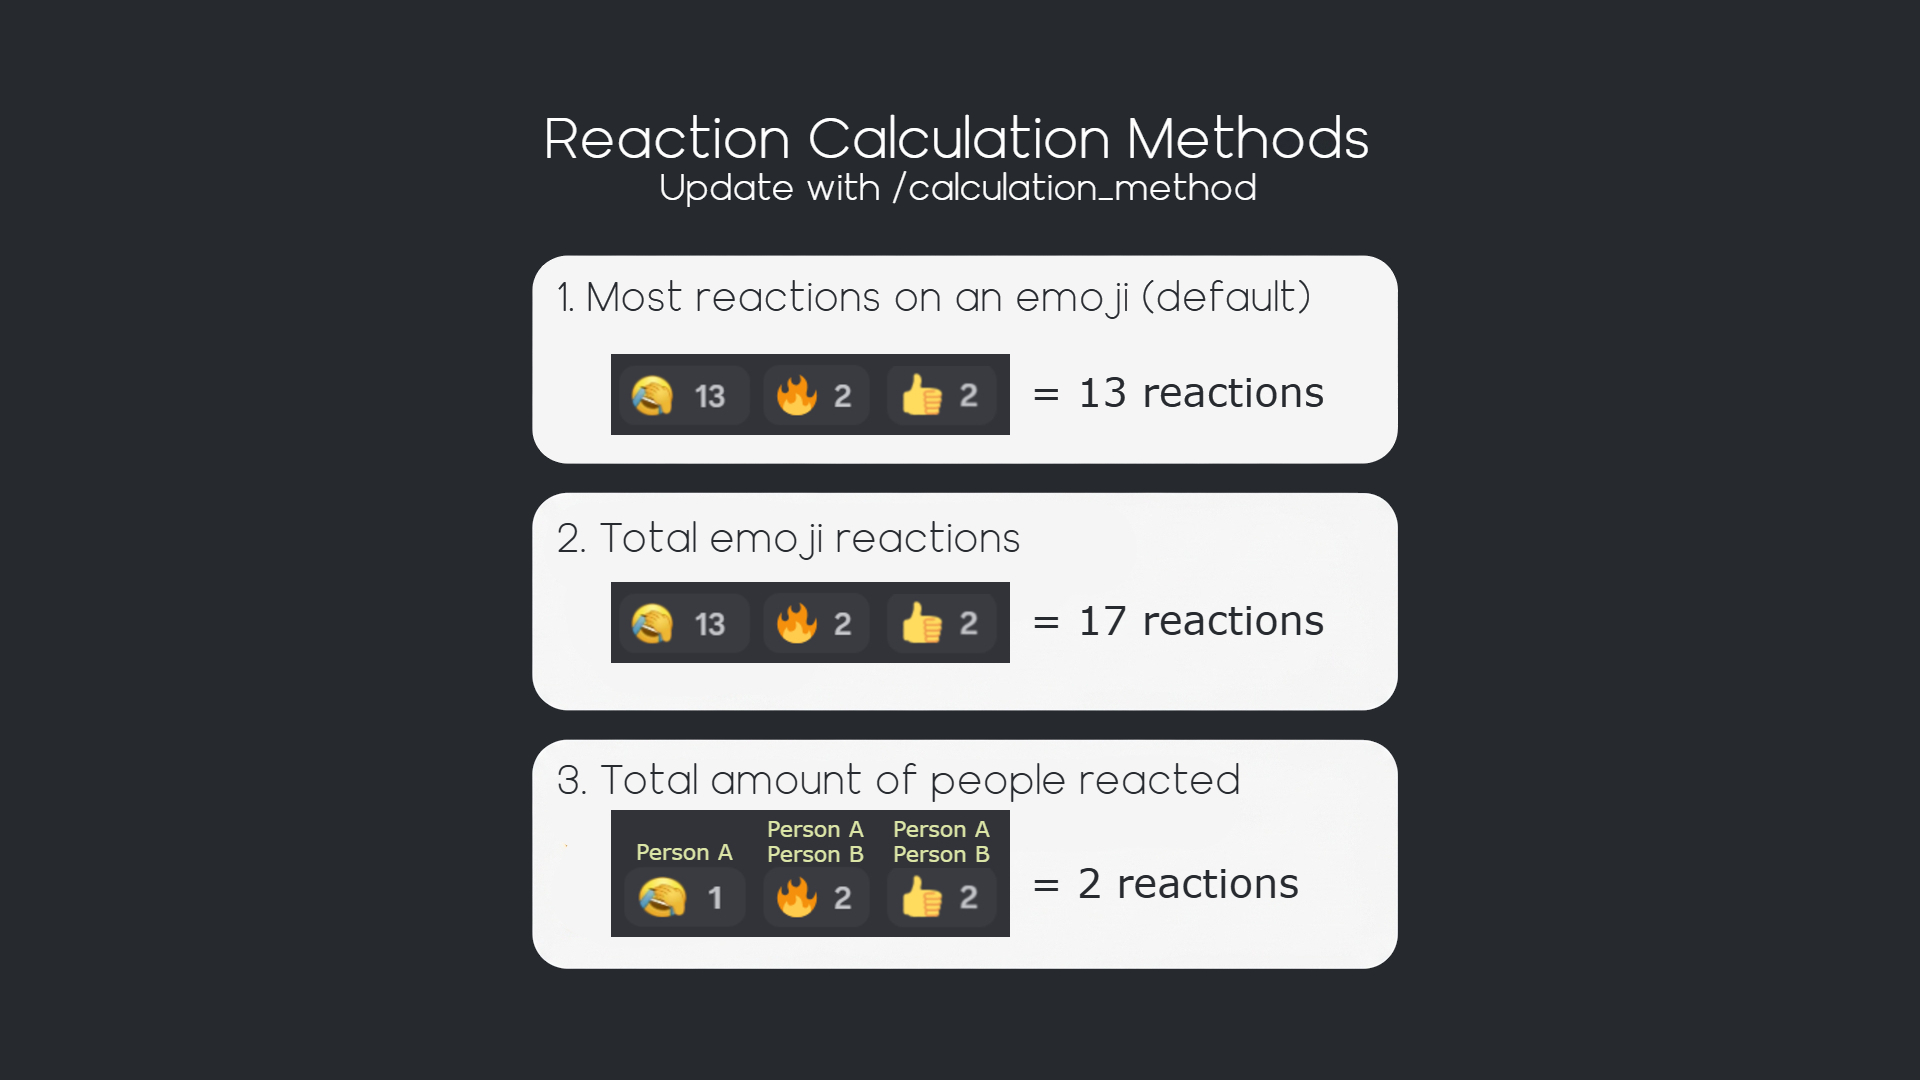 Reaction Calculation Methods
Update with /calculation_method
1. Most reactions on an emoji (default)
13 2 2 = 13 reactions
2. Total emoji reactions
13 2 2 = 17 reactions
3. Total amount of people reacted
Person A Person A
Person A Person B Person B
1 2 2 = 2 reactions